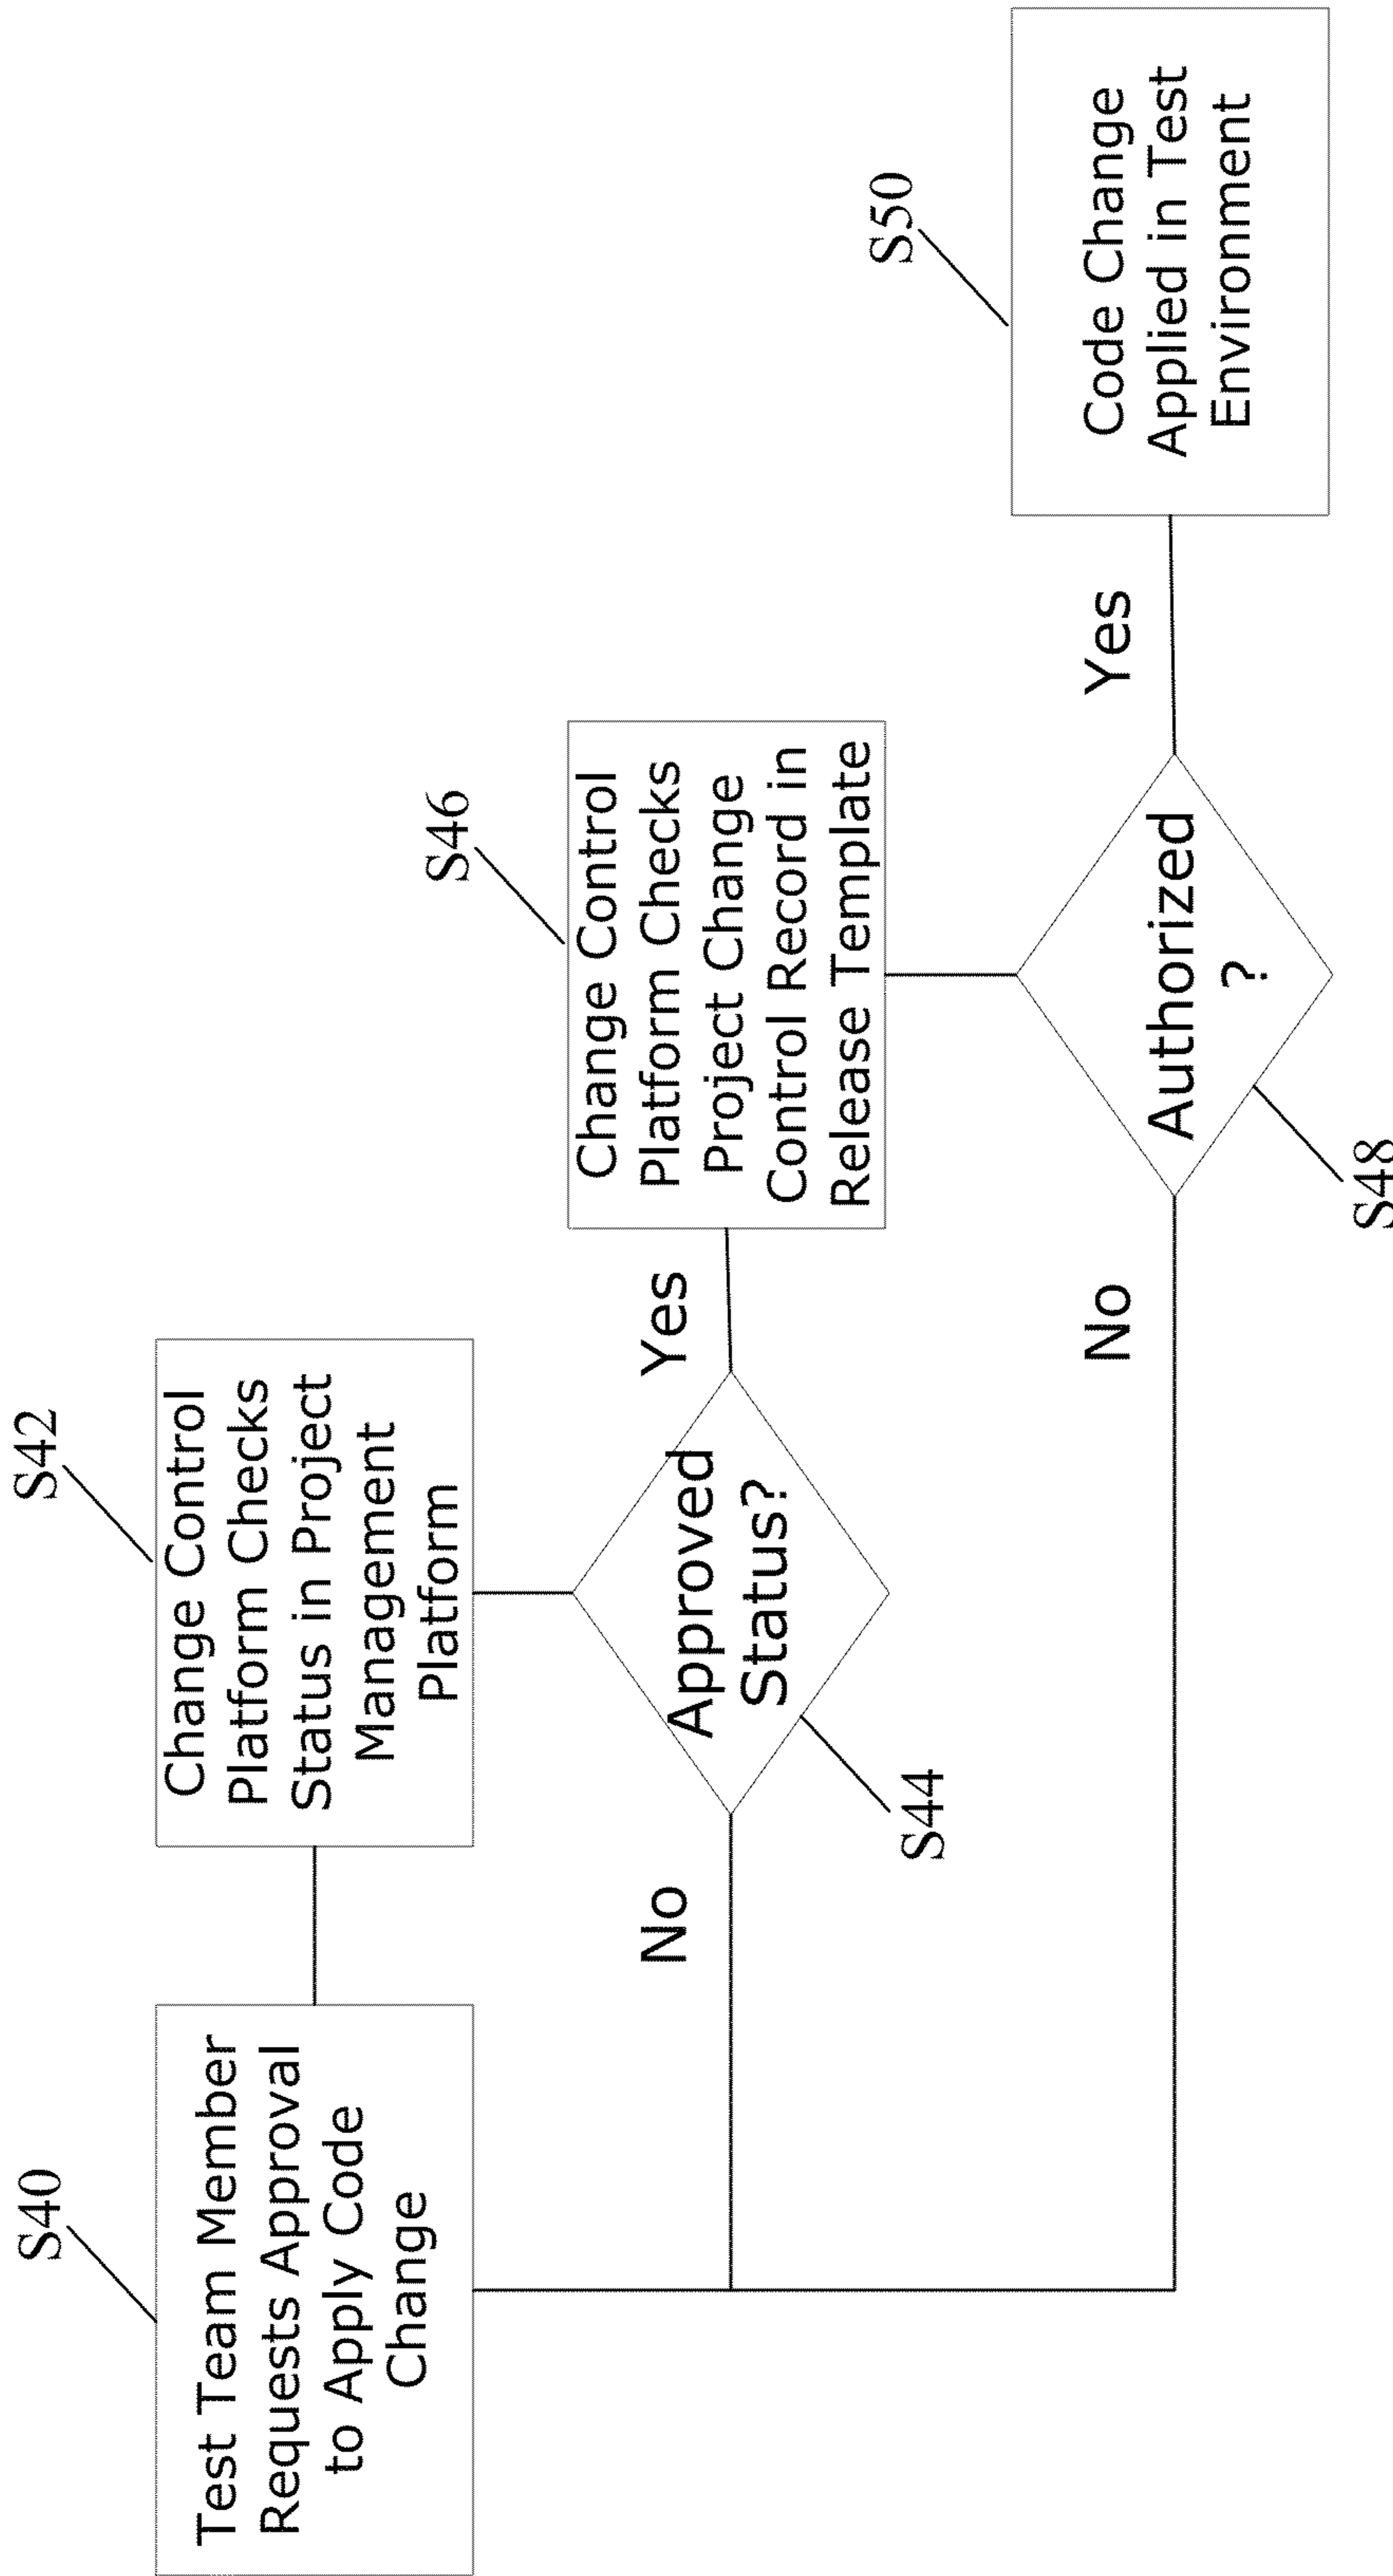 S40
Test Team Member
Requests Approval
to Apply Code
Change
S42
Change Control
Platform Checks
Status in Project
Management
Platform
Approved
Status?
S44
No
Yes
S46
Change Control
Platform Checks
Project Change
Control Record in
Release Template
Authorized
?
S48
No
Yes
S50
Code Change
Applied in Test
Environment